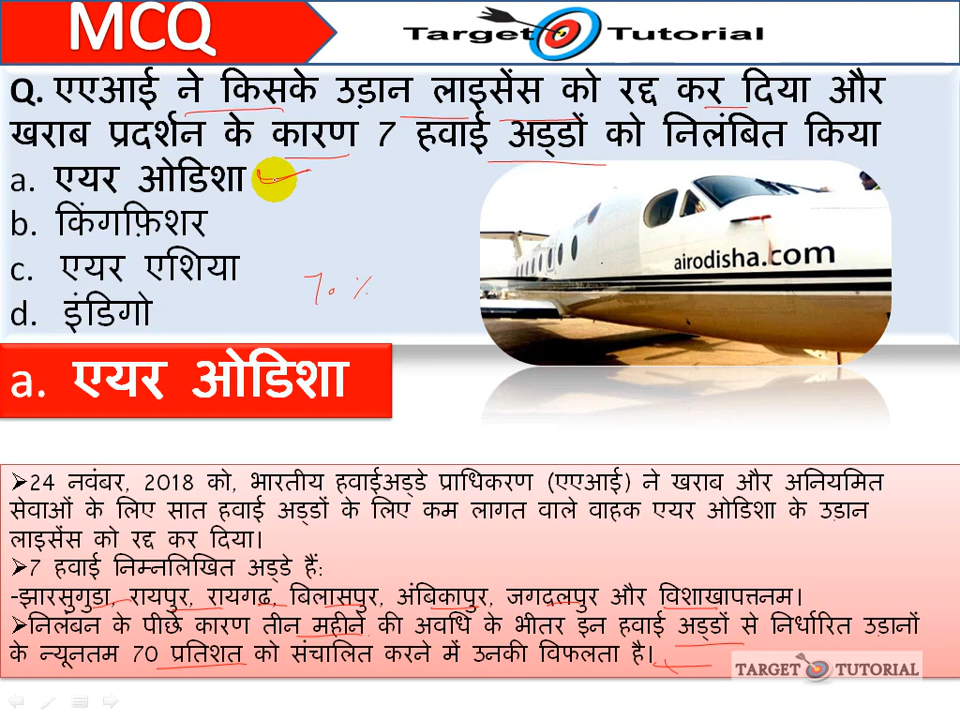 MCQ
Target Tutorial
Q. एएआई ने किसके उड़ान लाइसेंस को रद्द कर दिया और
खराब प्रदर्शन के कारण 7 हवाई अड्डों को निलंबित किया
a. एयर ओडिशा
b. किंगफ़िशर
c. एयर एशिया
d. इंडिगो
airodisha.com
70 %
a. एयर ओडिशा
➢24 नवंबर, 2018 को, भारतीय हवाईअड्डे प्राधिकरण (एएआई) ने खराब और अनियमित
सेवाओं के लिए सात हवाई अड्डों के लिए कम लागत वाले वाहक एयर ओडिशा के उड़ान
लाइसेंस को रद्द कर दिया।
➢7 हवाई निम्नलिखित अड्डे हैं:
-झारसुगुडा, रायपुर, रायगढ, बिलासपुर, अंबिकापुर, जगदलपुर और विशाखापत्तनम।
➢निलंबन के पीछे कारण तीन महीने की अवधि के भीतर इन हवाई अड्डों से निर्धारित उड़ानों
के न्यूनतम 70 प्रतिशत को संचालित करने में उनकी विफलता है।
TARGET TUTORIAL